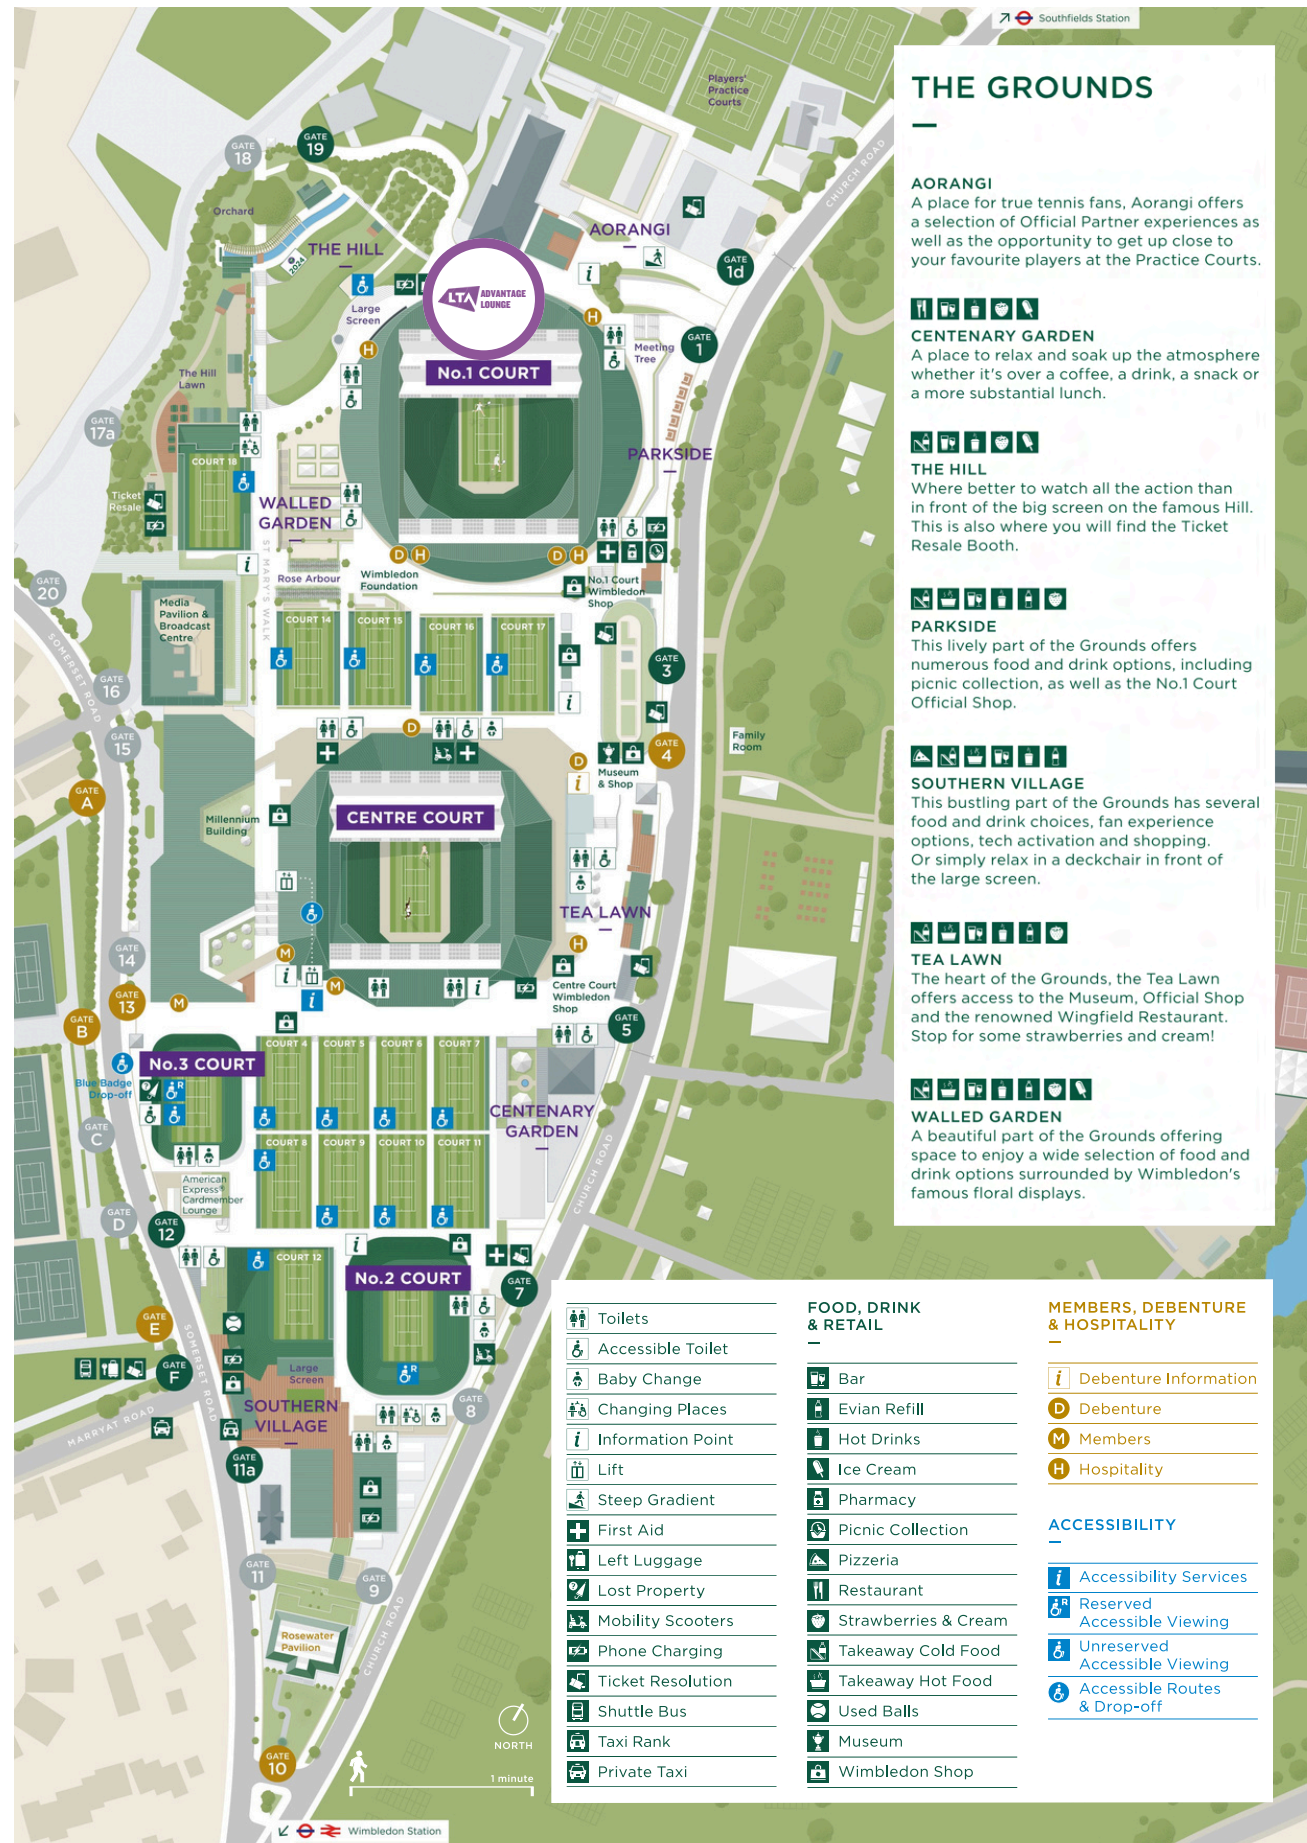 Southfields Station
THE GROUNDS
AORANGI
A place for true tennis fans, Aorangi offers
a selection of Official Partner experiences as
well as the opportunity to get up close to
your favourite players at the Practice Courts.
CENTENARY GARDEN
A place to relax and soak up the atmosphere
whether it's over a coffee, a drink, a snack or
a more substantial lunch.
THE HILL
Where better to watch all the action than
in front of the big screen on the famous Hill.
This is also where you will find the Ticket
Resale Booth.
PARKSIDE
This lively part of the Grounds offers
numerous food and drink options, including
picnic collection, as well as the No.1 Court
Official Shop.
SOUTHERN VILLAGE
This bustling part of the Grounds has several
food and drink choices, fan experience
options, tech activation and shopping.
Or simply relax in a deckchair in front of
the large screen.
TEA LAWN
The heart of the Grounds, the Tea Lawn
offers access to the Museum, Official Shop
and the renowned Wingfield Restaurant.
Stop for some strawberries and cream!
WALLED GARDEN
A beautiful part of the Grounds offering
space to enjoy a wide selection of food and
drink options surrounded by Wimbledon's
famous floral displays.
Players'
Practice
Courts
GATE
19
GATE
18
CHURCH ROAD
Orchard
AORANGI
THE HILL
2024
GATE
1d
i
LTA ADVANTAGE
LOUNGE
Large
Screen
H
H
GATE
1
Meeting
Tree
No.1 COURT
The Hill
Lawn
GATE
17a
PARKSIDE
COURT 18
Ticket
Resale
WALLED
GARDEN
ST MARY'S WALK
D H
D H
i
Rose Arbour
Wimbledon
Foundation
No.1 Court
Wimbledon
Shop
GATE
20
Media
Pavilion &
Broadcast
Centre
COURT 14
COURT 15
COURT 16
COURT 17
SOMERSET ROAD
GATE
3
GATE
16
i
D
GATE
15
GATE
4
Family
Room
D
i
Museum
& Shop
GATE
A
Millennium
Building
CENTRE COURT
TEA LAWN
H
M
GATE
14
i
M
i
i
Centre Court
Wimbledon
Shop
GATE
13
M
GATE
B
GATE
5
No.3 COURT
COURT 4
COURT 5
COURT 6
COURT 7
Blue Badge
Drop-off
R
CENTENARY
GARDEN
GATE
C
COURT 8
COURT 9
COURT 10
COURT 11
CHURCH ROAD
American
Express®
Cardmember
Lounge
GATE
D
GATE
12
i
COURT 12
No.2 COURT
GATE
7
GATE
E
SOMERSET ROAD
Large
Screen
R
GATE
F
SOUTHERN
VILLAGE
GATE
8
MARRYAT ROAD
GATE
11a
GATE
11
GATE
9
Rosewater
Pavilion
CHURCH ROAD
NORTH
GATE
10
1 minute
Wimbledon Station
Toilets
Accessible Toilet
Baby Change
Changing Places
i Information Point
Lift
Steep Gradient
First Aid
Left Luggage
Lost Property
Mobility Scooters
Phone Charging
Ticket Resolution
Shuttle Bus
Taxi Rank
Private Taxi
FOOD, DRINK
& RETAIL
Bar
Evian Refill
Hot Drinks
Ice Cream
Pharmacy
Picnic Collection
Pizzeria
Restaurant
Strawberries & Cream
Takeaway Cold Food
Takeaway Hot Food
Used Balls
Museum
Wimbledon Shop
MEMBERS, DEBENTURE
& HOSPITALITY
i Debenture Information
D Debenture
M Members
H Hospitality
ACCESSIBILITY
i Accessibility Services
R Reserved
Accessible Viewing
Unreserved
Accessible Viewing
Accessible Routes
& Drop-off